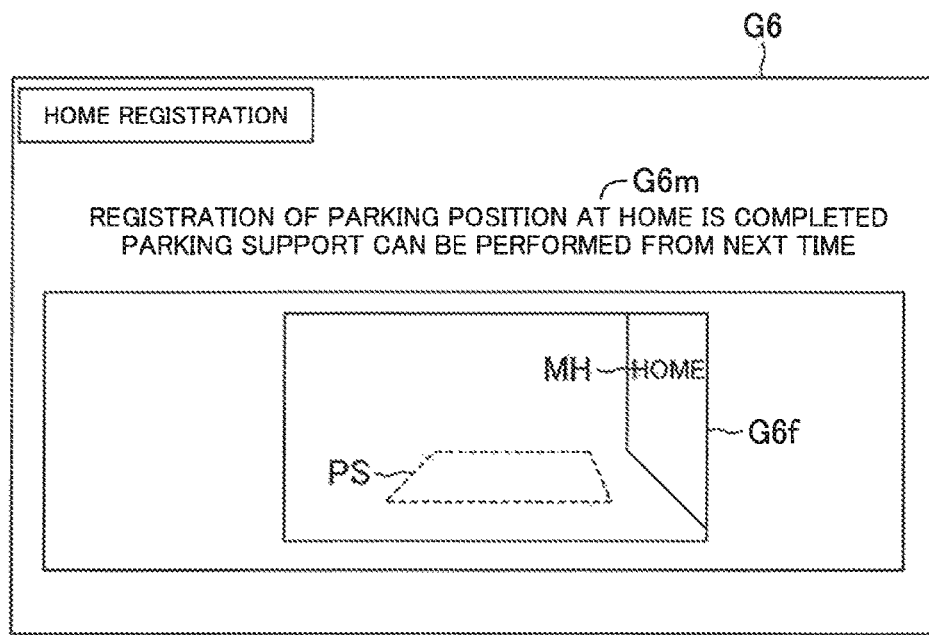 G6
HOME REGISTRATION
G6m
REGISTRATION OF PARKING POSITION AT HOME IS COMPLETED
PARKING SUPPORT CAN BE PERFORMED FROM NEXT TIME
MH HOME
G6f
PS